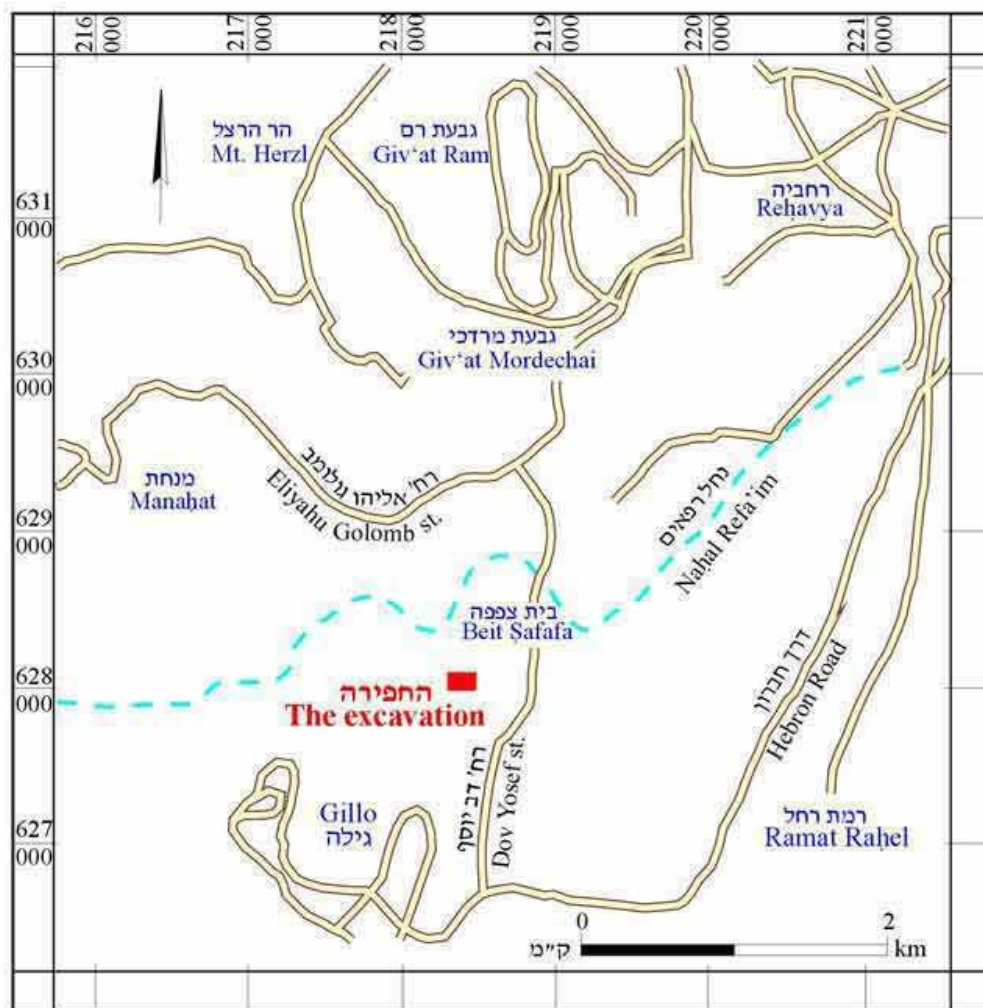 216
000
217
000
218
000
219
000
220
000
221
000
הר הרצל
Mt. Herzl
גבעת רם
Giv‘at Ram
רחביה
Reḥavya
631
000
גבעת מרדכי
Giv‘at Mordechai
630
000
מנחת
Manaḥat
רח' אליהו גולומב
Eliyahu Golomb st.
נחל רפאים
Naḥal Refa’im
629
000
בית צפפה
Beit Ṣafafa
628
000
החפירה
The excavation
דרך חברון
Hebron Road
רח' דב יוסף
Dov Yosef st.
Gillo
גילה
627
000
רמת רחל
Ramat Raḥel
0
2
ק"מ
km